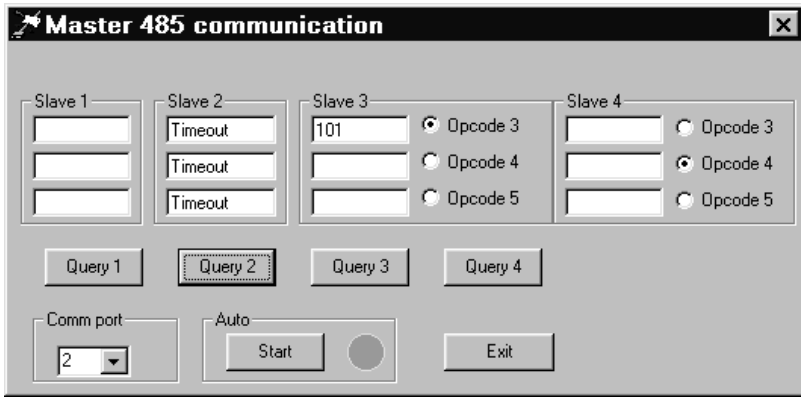 Master 485 communication
Slave 1 Slave 2 Slave 3 Slave 4
Timeout 101 Opcode 3 Opcode 3
Timeout Opcode 4 Opcode 4
Timeout Opcode 5 Opcode 5
Query 1 Query 2 Query 3 Query 4
Comm port Auto
2 Start Exit